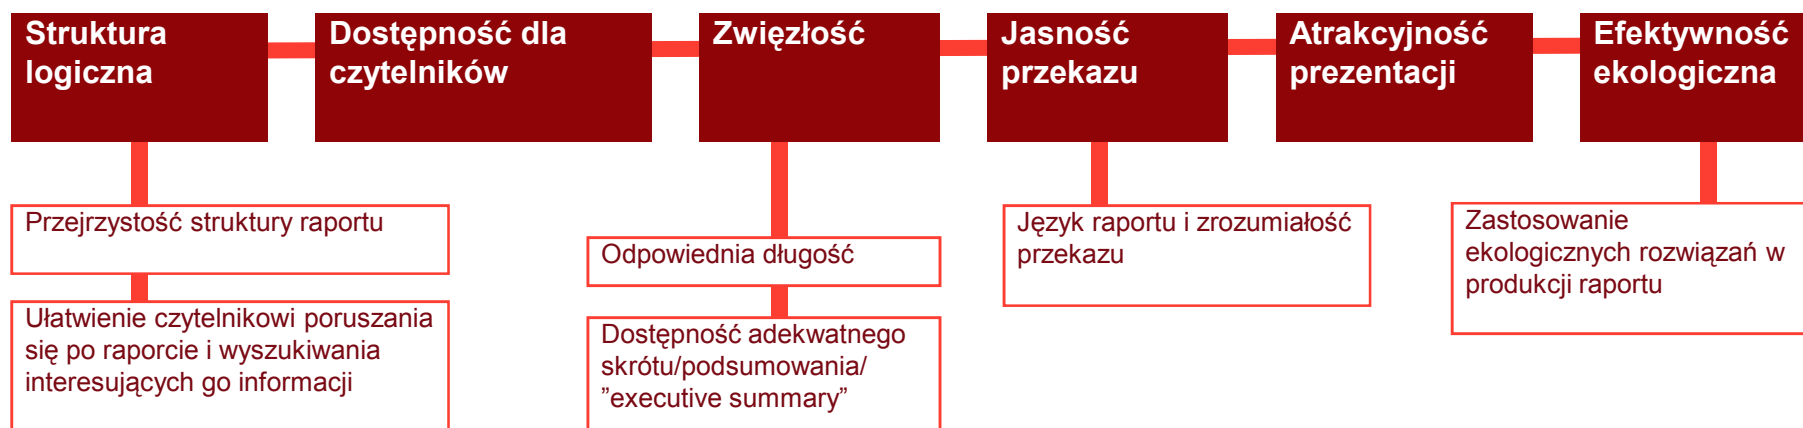 Struktura
logiczna
Dostępność dla
czytelników
Zwięzłość
Jasność
przekazu
Atrakcyjność
prezentacji
Efektywność
ekologiczna
Przejrzystość struktury raportu
Ułatwienie czytelnikowi poruszania
się po raporcie i wyszukiwania
interesujących go informacji
Odpowiednia długość
Dostępność adekwatnego
skrótu/podsumowania/
”executive summary”
Język raportu i zrozumiałość
przekazu
Zastosowanie
ekologicznych rozwiązań w
produkcji raportu